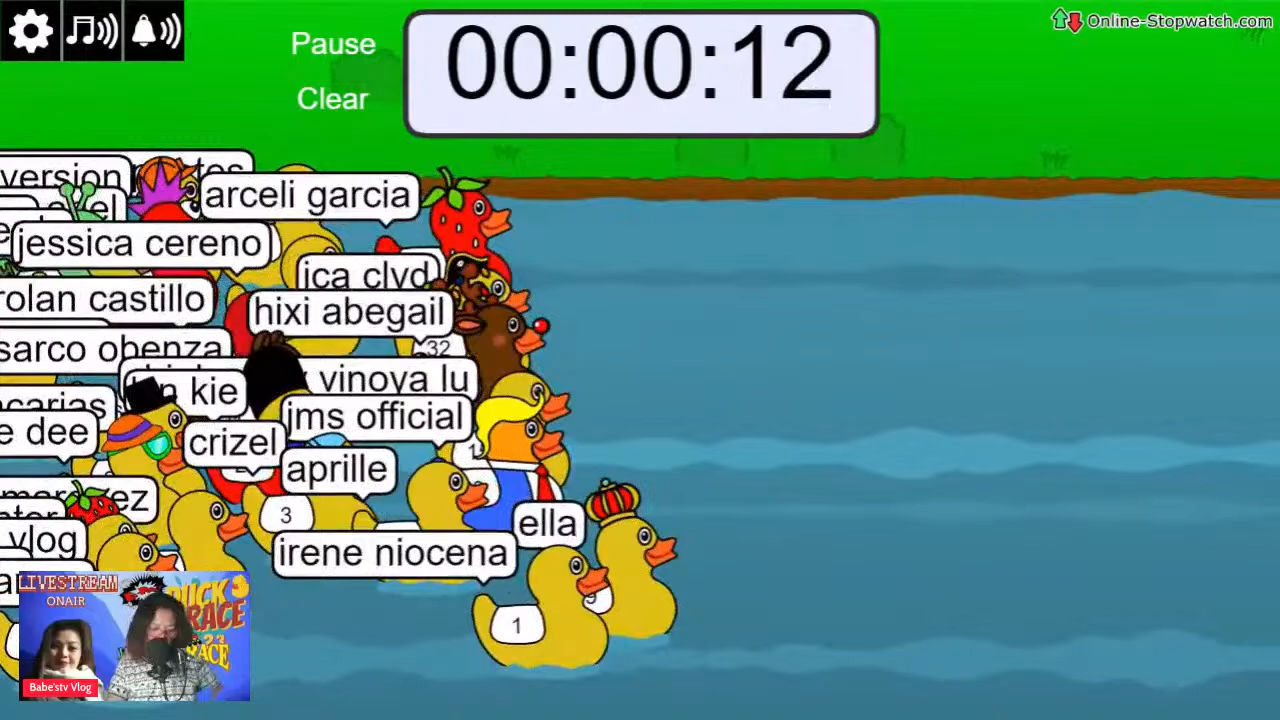 Pause
Clear
00:00:12
Online-Stopwatch.com
version
arceli garcia
jessica cereno
ica clyd
rolan castillo
hixi abegail
32
sarco obenza
kie
vinoya lu
jms official
e dee
crizel
aprille
3
ella
vlog
irene niocena
1
LIVESTREAM
ONAIR
DUCK
RACE
Babe'stv Vlog